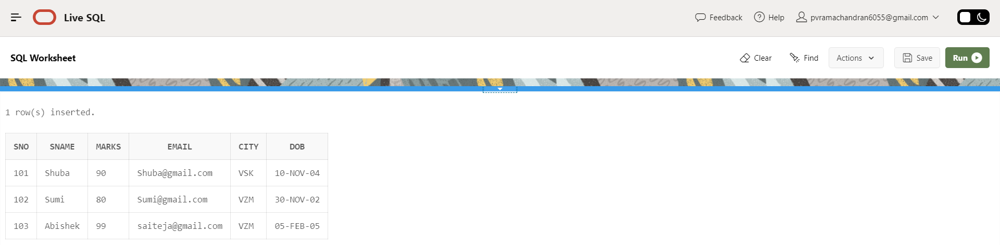 Live SQL
Feedback Help pvramachandran6055@gmail.com
SQL Worksheet
Clear Find Actions Save Run
1 row(s) inserted.
SNO SNAME MARKS EMAIL CITY DOB
101 Shuba 90 Shuba@gmail.com VSK 10-NOV-04
102 Sumi 80 Sumi@gmail.com VZM 30-NOV-02
103 Abishek 99 saiteja@gmail.com VZM 05-FEB-05